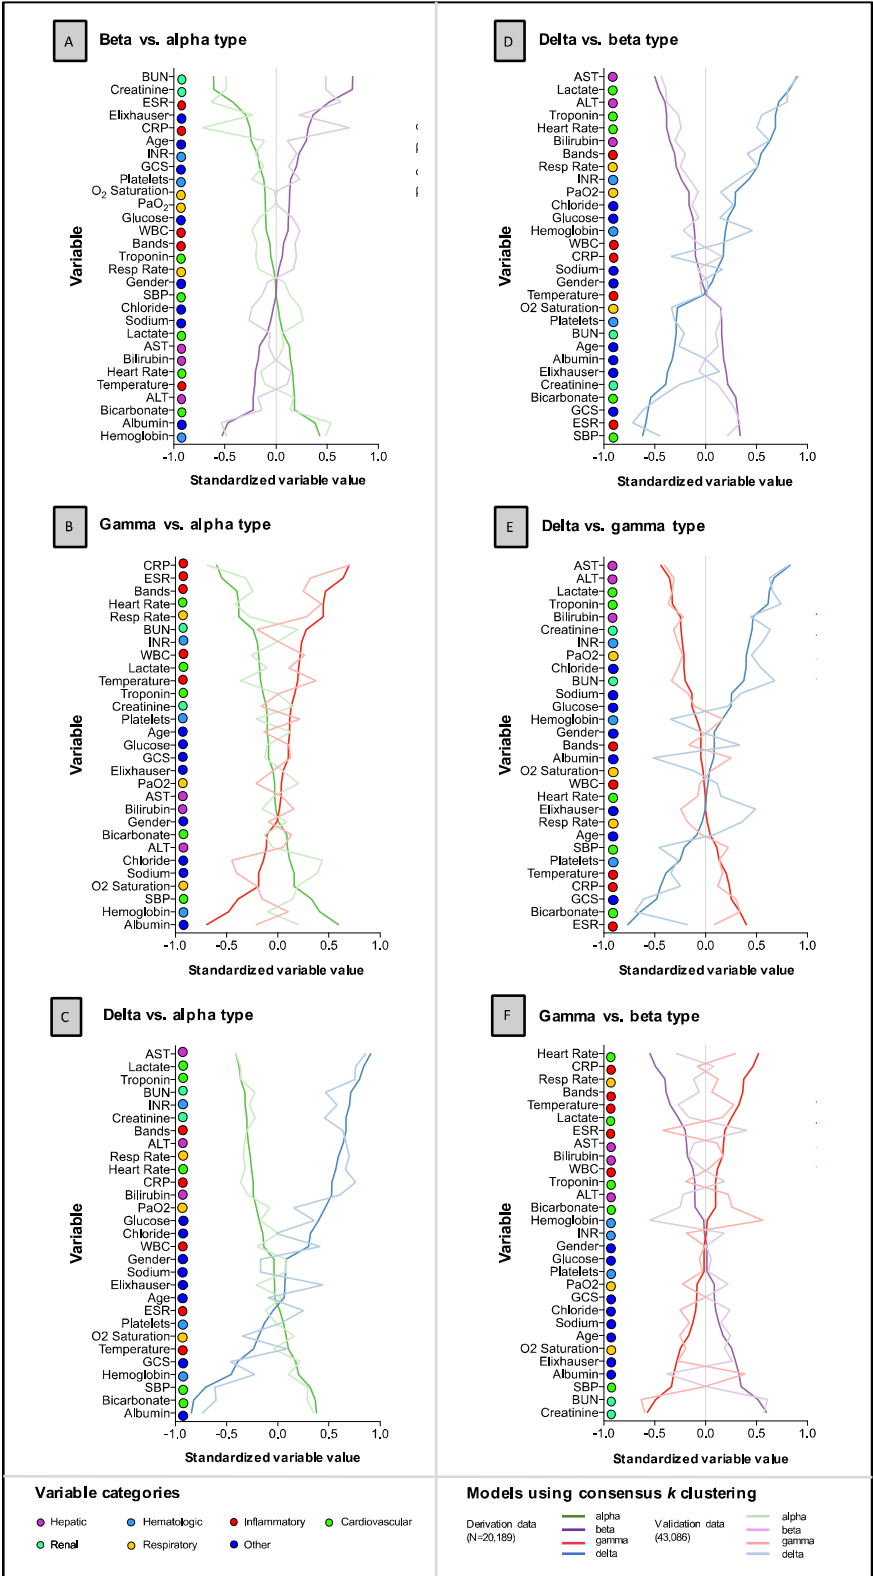 A
Beta vs. alpha type
Variable
BUN
Creatinine
ESR
Elixhauser
CRP
Age
INR
GCS
Platelets
O2 Saturation
PaO2
Glucose
WBC
Bands
Troponin
Resp Rate
Gender
SBP
Chloride
Sodium
Lactate
AST
Bilirubin
Heart Rate
Temperature
ALT
Bicarbonate
Albumin
Hemoglobin
-1.0 -0.5 0.0 0.5 1.0
Standardized variable value
B
Gamma vs. alpha type
Variable
CRP
ESR
Bands
Heart Rate
Resp Rate
BUN
INR
WBC
Lactate
Temperature
Troponin
Creatinine
Platelets
Age
Glucose
GCS
Elixhauser
PaO2
AST
Bilirubin
Gender
Bicarbonate
ALT
Chloride
Sodium
O2 Saturation
SBP
Hemoglobin
Albumin
-1.0 -0.5 0.0 0.5 1.0
Standardized variable value
C
Delta vs. alpha type
Variable
AST
Lactate
Troponin
BUN
INR
Creatinine
Bands
ALT
Resp Rate
Heart Rate
CRP
Bilirubin
PaO2
Glucose
Chloride
WBC
Gender
Sodium
Elixhauser
Age
ESR
Platelets
O2 Saturation
Temperature
GCS
Hemoglobin
SBP
Bicarbonate
Albumin
-1.0 -0.5 0.0 0.5 1.0
Standardized variable value
D
Delta vs. beta type
Variable
AST
Lactate
ALT
Troponin
Heart Rate
Bilirubin
Bands
Resp Rate
INR
PaO2
Chloride
Glucose
Hemoglobin
WBC
CRP
Sodium
Gender
Temperature
O2 Saturation
Platelets
BUN
Age
Albumin
Elixhauser
Creatinine
Bicarbonate
GCS
ESR
SBP
-1.0 -0.5 0.0 0.5 1.0
Standardized variable value
E
Delta vs. gamma type
Variable
AST
ALT
Lactate
Troponin
Bilirubin
Creatinine
INR
PaO2
Chloride
BUN
Sodium
Glucose
Hemoglobin
Gender
Bands
Albumin
O2 Saturation
WBC
Heart Rate
Elixhauser
Resp Rate
Age
SBP
Platelets
Temperature
CRP
GCS
Bicarbonate
ESR
-1.0 -0.5 0.0 0.5 1.0
Standardized variable value
F
Gamma vs. beta type
Variable
Heart Rate
CRP
Resp Rate
Bands
Temperature
Lactate
ESR
AST
Bilirubin
WBC
Troponin
ALT
Bicarbonate
Hemoglobin
INR
Gender
Glucose
Platelets
PaO2
GCS
Chloride
Sodium
Age
O2 Saturation
Elixhauser
Albumin
SBP
BUN
Creatinine
-1.0 -0.5 0.0 0.5 1.0
Standardized variable value
Variable categories
Hepatic Hematologic Inflammatory Cardiovascular
Renal Respiratory Other
Models using consensus k clustering
Derivation data
(N=20,189)
alpha
beta
gamma
delta
Validation data
(43,086)
alpha
beta
gamma
delta